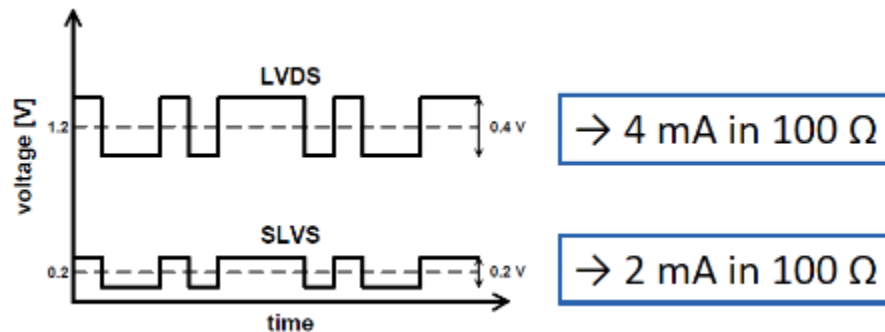 LVDS
voltage [V]
1.2
0.4 V
→ 4 mA in 100 Ω
SLVS
0.2
0.2 V
→ 2 mA in 100 Ω
time